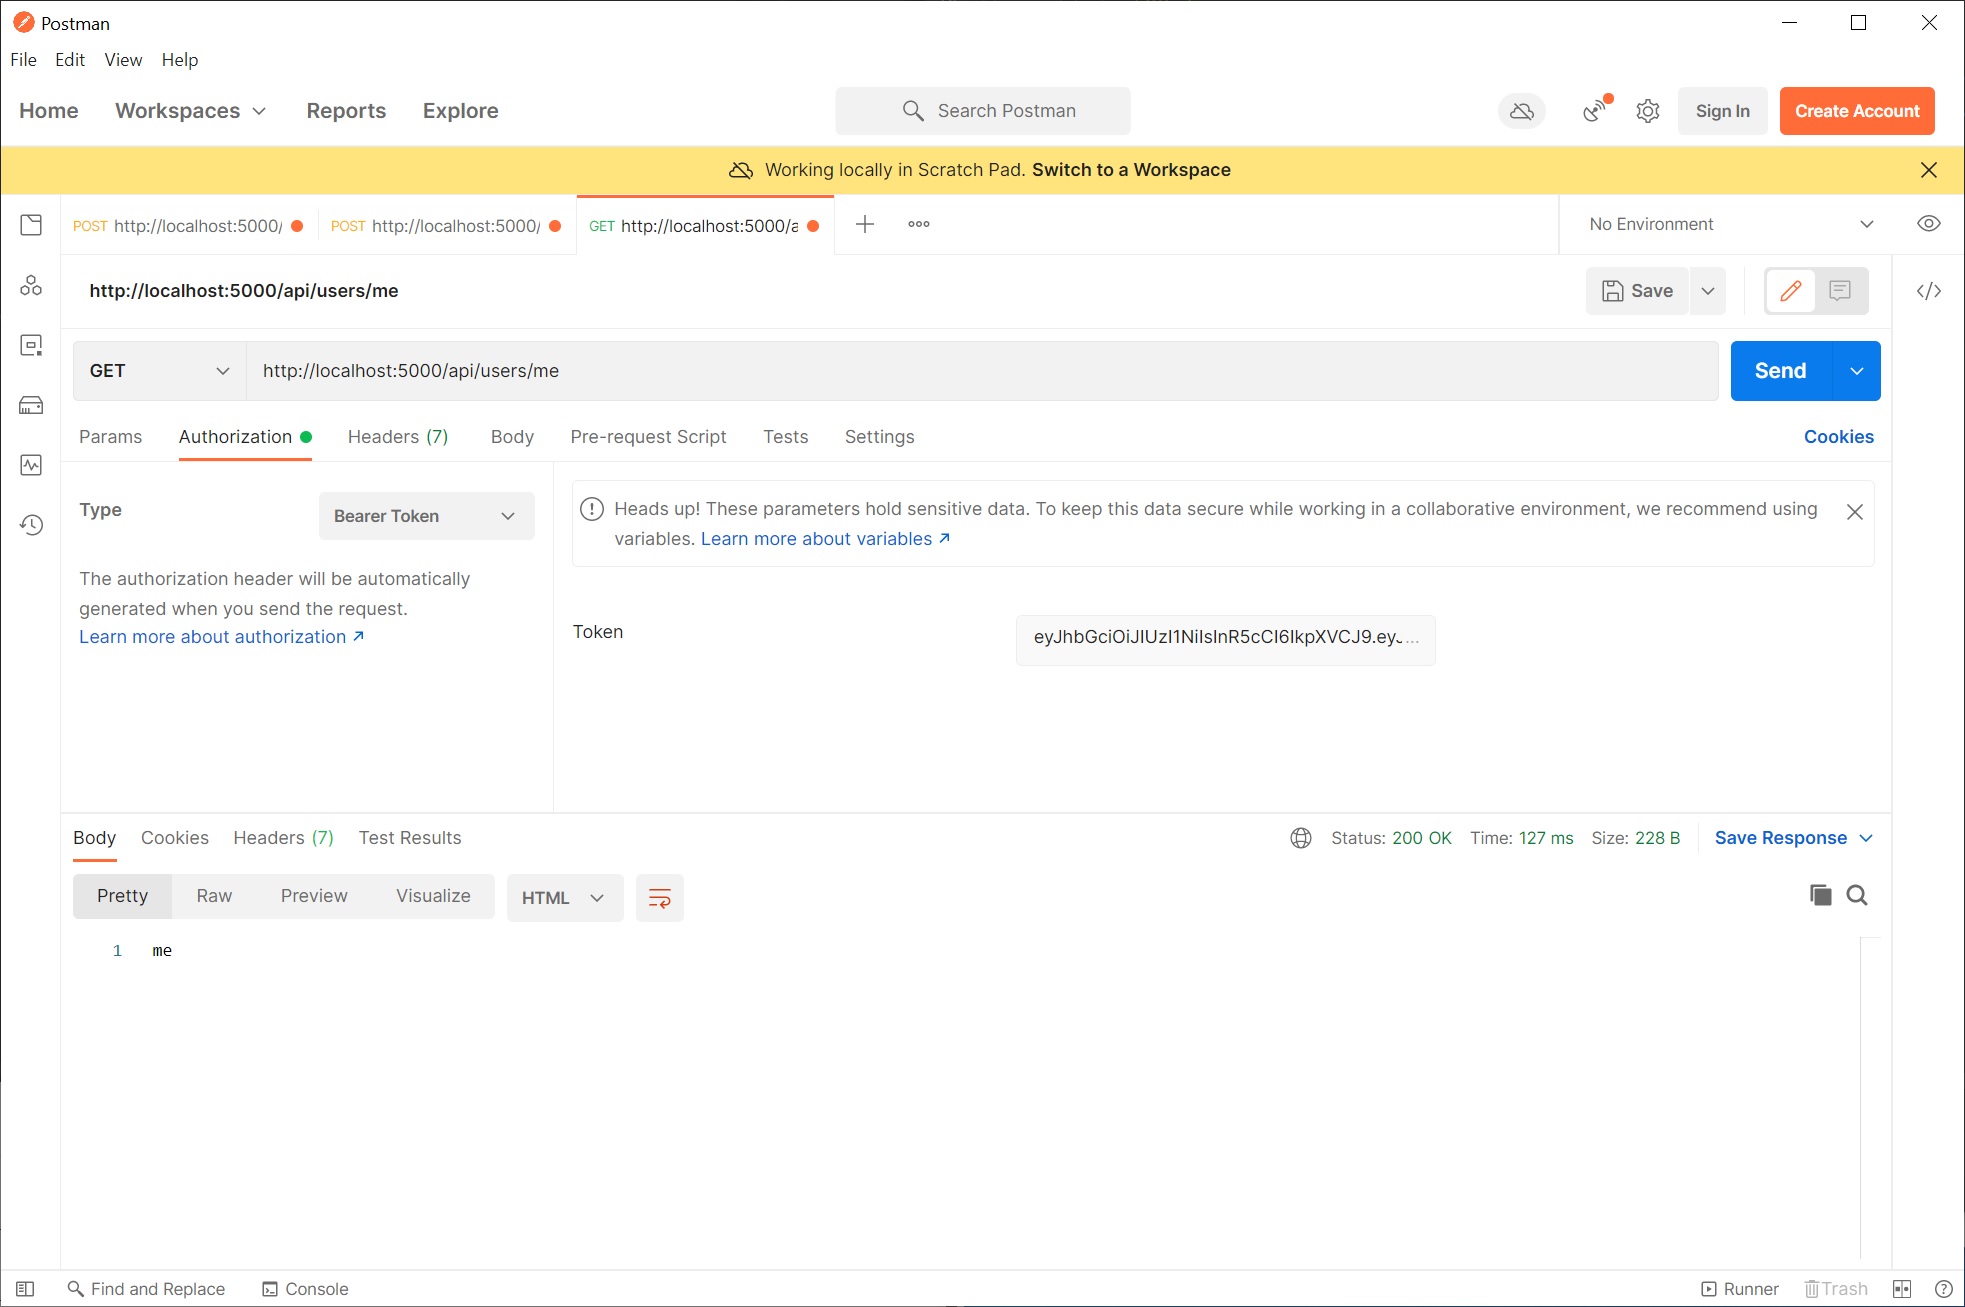 Postman
File Edit View Help
Home Workspaces Reports Explore Search Postman Sign In Create Account
Working locally in Scratch Pad. Switch to a Workspace
POST http://localhost:5000/ POST http://localhost:5000/ GET http://localhost:5000/a No Environment
http://localhost:5000/api/users/me Save
GET http://localhost:5000/api/users/me Send
Params Authorization Headers (7) Body Pre-request Script Tests Settings Cookies
Type Bearer Token
The authorization header will be automatically
generated when you send the request.
Learn more about authorization ↗
Heads up! These parameters hold sensitive data. To keep this data secure while working in a collaborative environment, we recommend using
variables. Learn more about variables ↗
Token eyJhbGciOiJIUzI1NiIsInR5cCI6IkpXVCJ9.eyJ...
Body Cookies Headers (7) Test Results Status: 200 OK Time: 127 ms Size: 228 B Save Response
Pretty Raw Preview Visualize HTML
1 me
Find and Replace Console Runner Trash